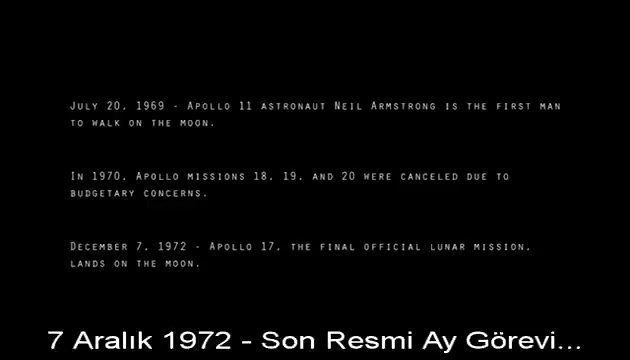 July 20, 1969 - Apollo 11 astronaut Neil Armstrong is the first man
to walk on the moon.
In 1970, Apollo missions 18, 19, and 20 were canceled due to
budgetary concerns.
December 7, 1972 - Apollo 17, the final official lunar mission,
lands on the moon.
7 Aralık 1972 - Son Resmi Ay Görevi...